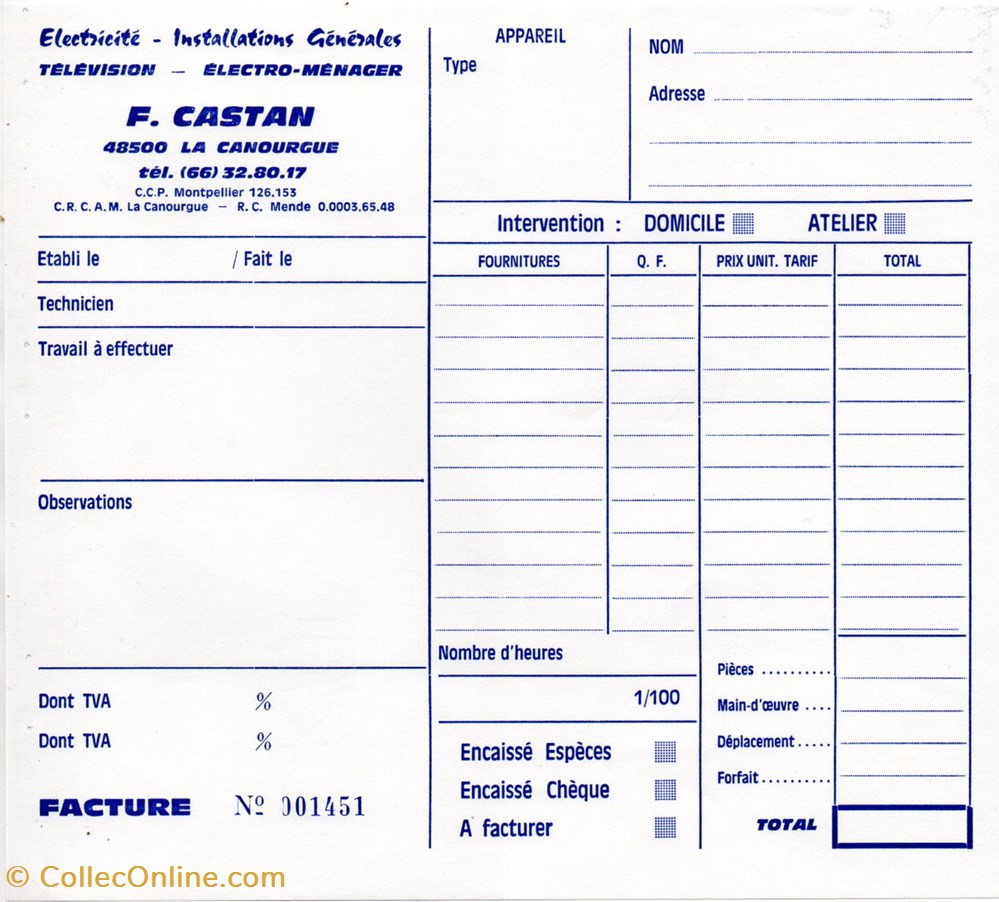 Electricité - Installations Générales
TÉLÉVISION — ÉLECTRO-MÉNAGER
F. CASTAN
48500 LA CANOURGUE
tél. (66) 32.80.17
C.C.P. Montpellier 126.153
C.R.C.A.M. La Canourgue — R.C. Mende 0.0003.65.48
Etabli le / Fait le
Technicien
Travail à effectuer
Observations
Dont TVA %
Dont TVA %
FACTURE Nº 001451
APPAREIL
Type
NOM
Adresse
Intervention : DOMICILE ATELIER
FOURNITURES Q. F. PRIX UNIT. TARIF TOTAL
Nombre d'heures
1/100
Encaissé Espèces
Encaissé Chèque
A facturer
Pièces ..........
Main-d'œuvre ....
Déplacement .....
Forfait ..........
TOTAL
© CollecOnline.com